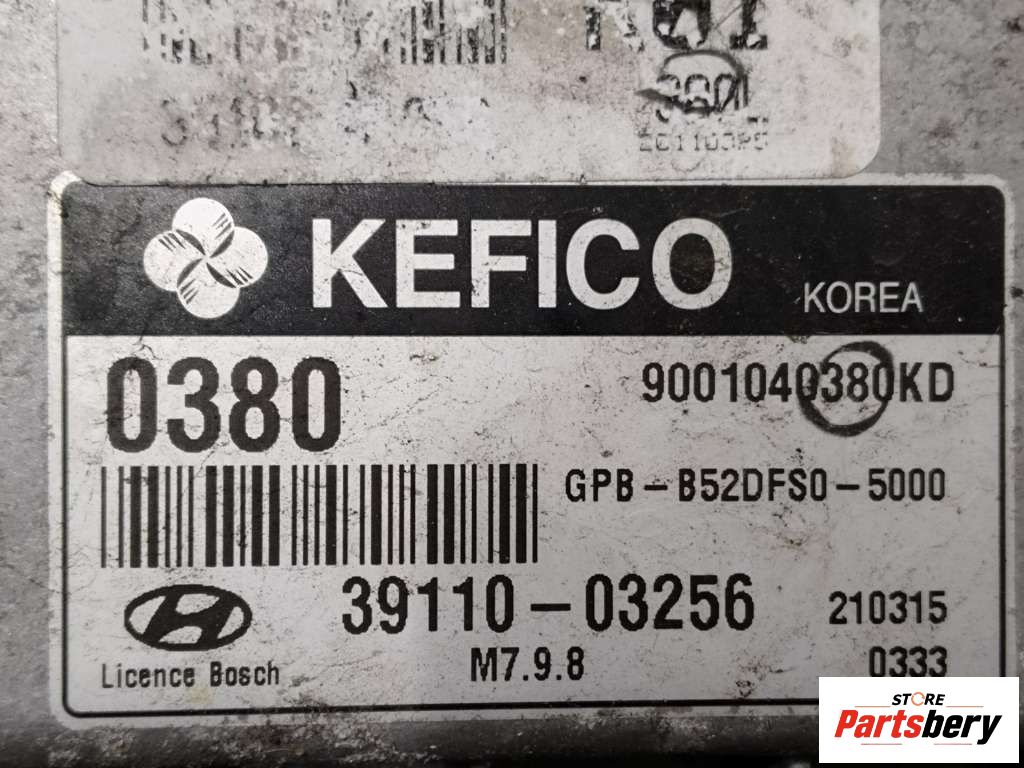 KEFICO KOREA
0380 9001040380KD
GPB-B52DFS0-5000
39110-03256 210315
Licence Bosch M7.9.8 0333
STORE
Partsbery